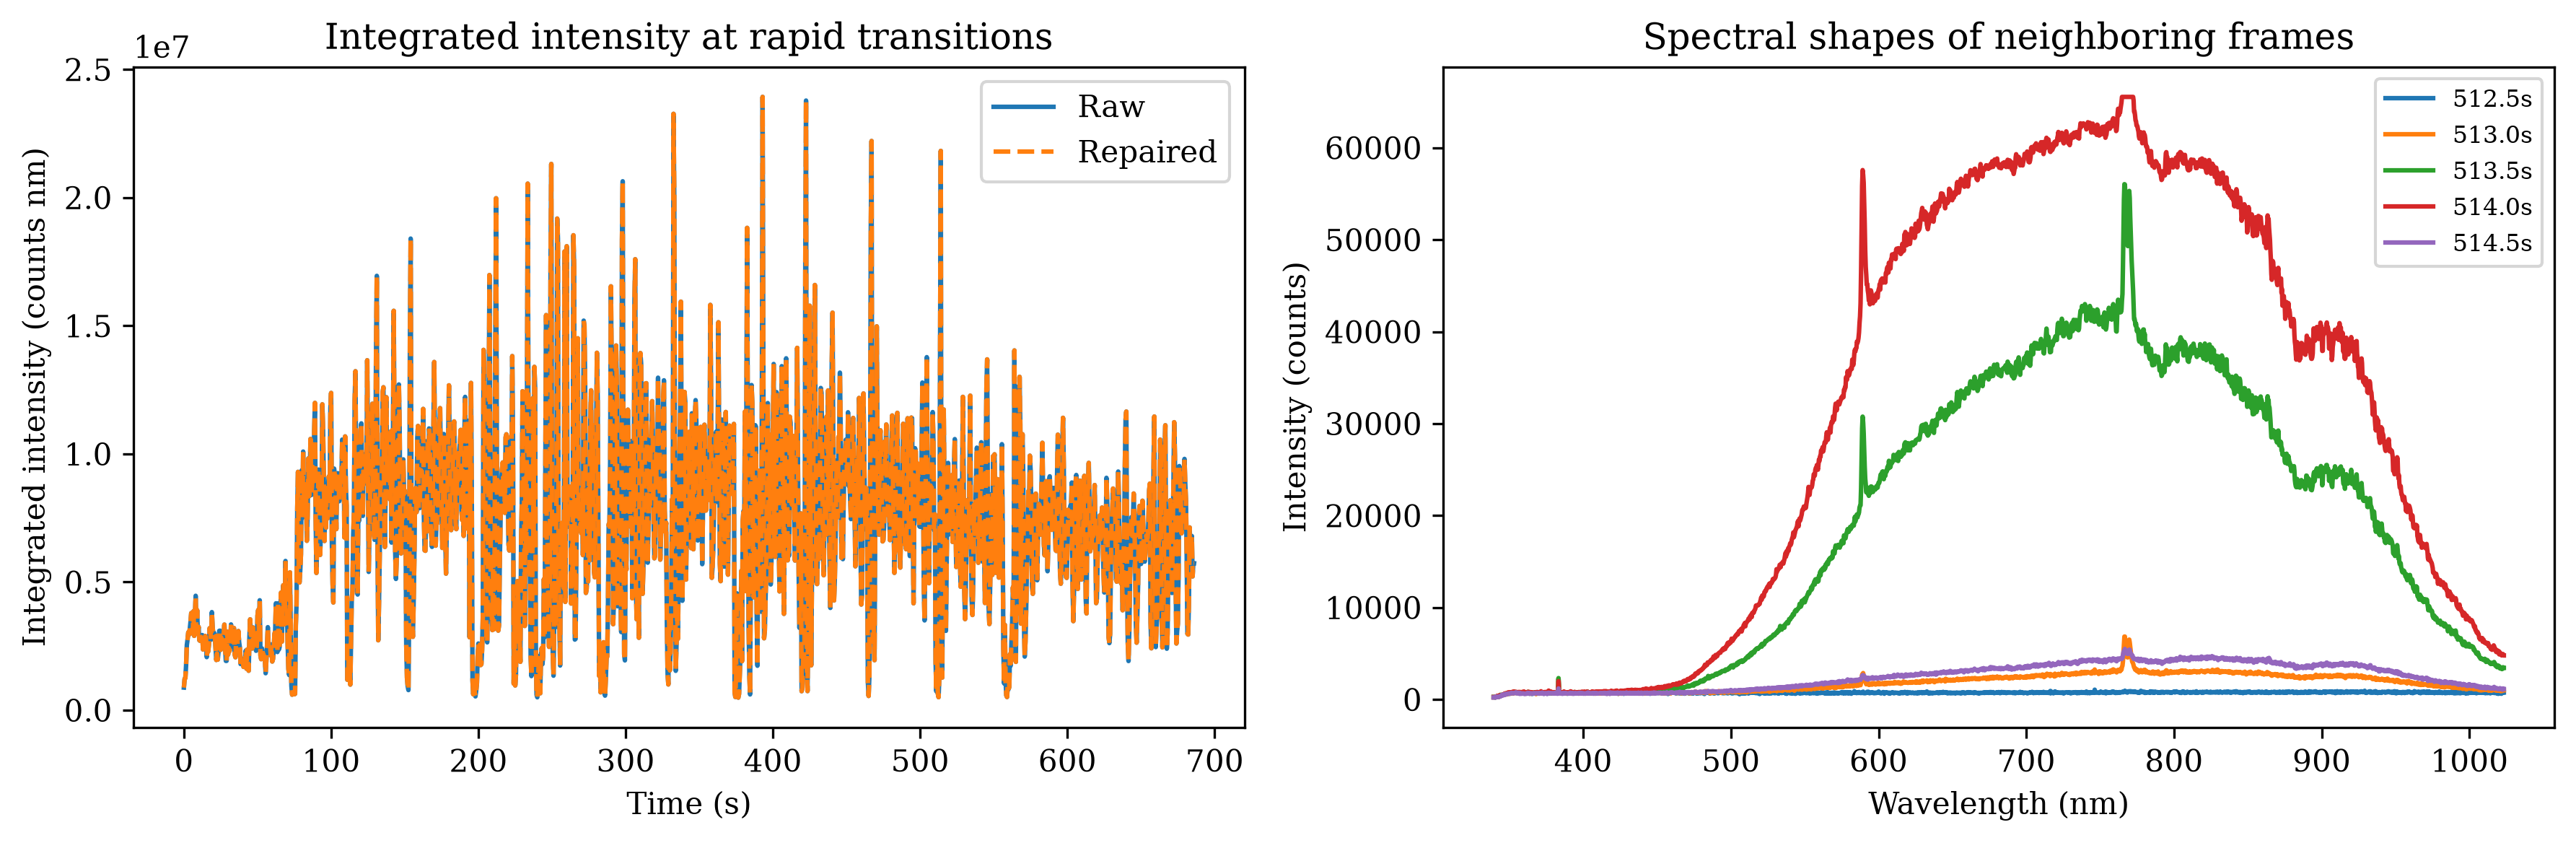 Integrated intensity at rapid transitions
1e7
2.5
2.0
1.5
1.0
0.5
0.0
Integrated intensity (counts nm)
0 100 200 300 400 500 600 700
Time (s)
Raw
Repaired
Spectral shapes of neighboring frames
60000
50000
40000
30000
20000
10000
0
Intensity (counts)
400 500 600 700 800 900 1000
Wavelength (nm)
512.5s
513.0s
513.5s
514.0s
514.5s